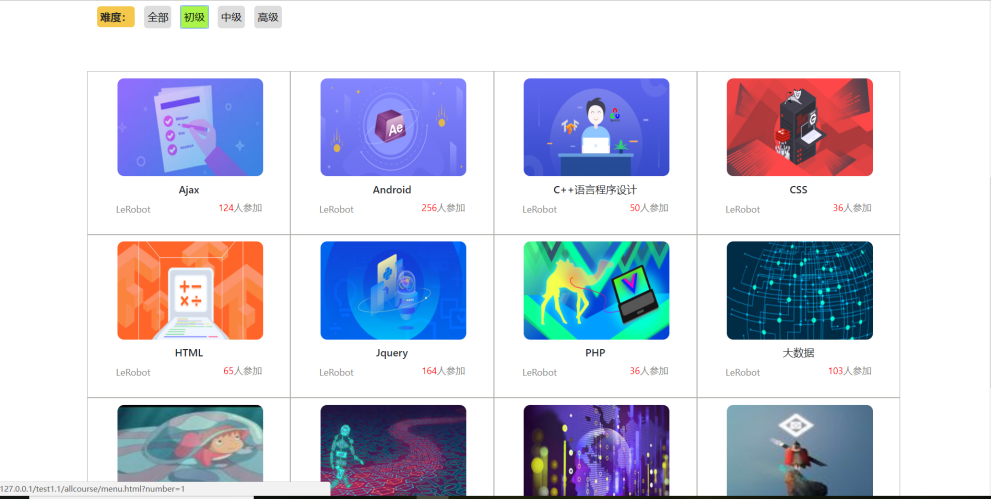 难度： 全部 初级 中级 高级
Ae
Ajax Android C++语言程序设计 CSS
LeRobot 124人参加 LeRobot 256人参加 LeRobot 50人参加 LeRobot 36人参加
HTML Jquery PHP 大数据
LeRobot 65人参加 LeRobot 164人参加 LeRobot 36人参加 LeRobot 103人参加
127.0.0.1/test1.1/allcourse/menu.html?number=1